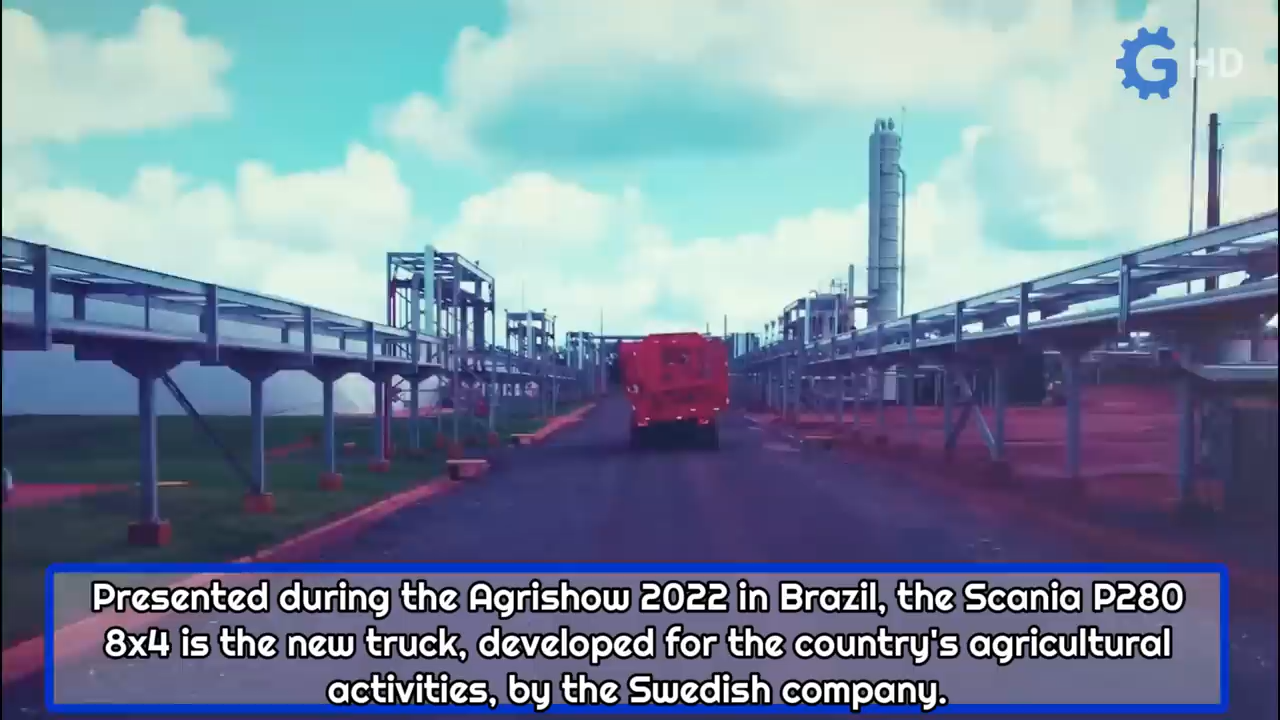 G HD
Presented during the Agrishow 2022 in Brazil, the Scania P280
8x4 is the new truck, developed for the country's agricultural
activities, by the Swedish company.